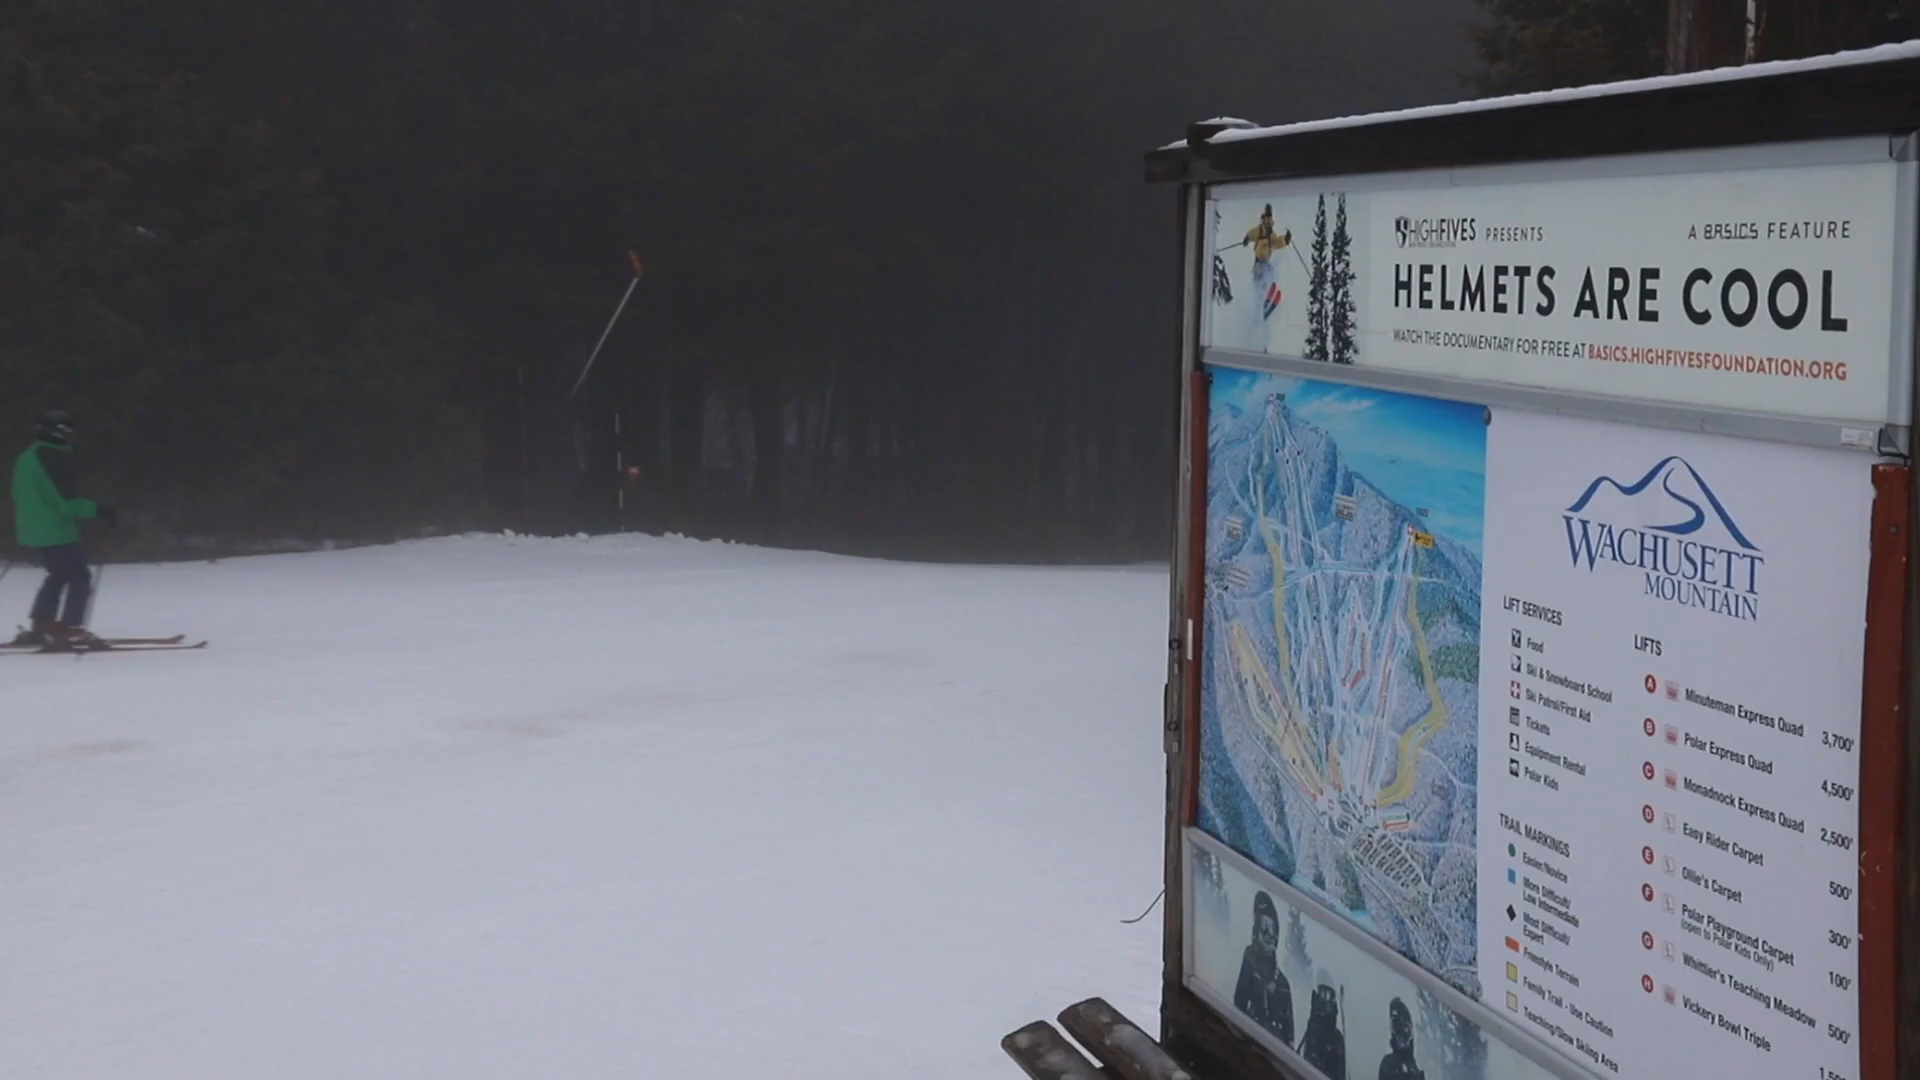 HIGHFIVES PRESENTS
A BASICS FEATURE
HELMETS ARE COOL
WATCH THE DOCUMENTARY FOR FREE AT BASICS.HIGHFIVESFOUNDATION.ORG
WACHUSETT
MOUNTAIN
LIFT SERVICES
Food
Ski & Snowboard School
Ski Patrol/First Aid
Tickets
Equipment Rental
Polar Kids
TRAIL MARKINGS
Easier/Novice
More Difficult/
Low Intermediate
Most Difficult/
Expert
Freestyle Terrain
Family Trail - Use Caution
Teaching/Slow Skiing Area
LIFTS
A Minuteman Express Quad 3,700'
B Polar Express Quad 4,500'
C Monadnock Express Quad 2,500'
D Easy Rider Carpet 500'
E Ollie's Carpet 300'
F Polar Playground Carpet 100'
(open to Polar Kids Only)
G Whittier's Teaching Meadow 500'
H Vickery Bowl Triple